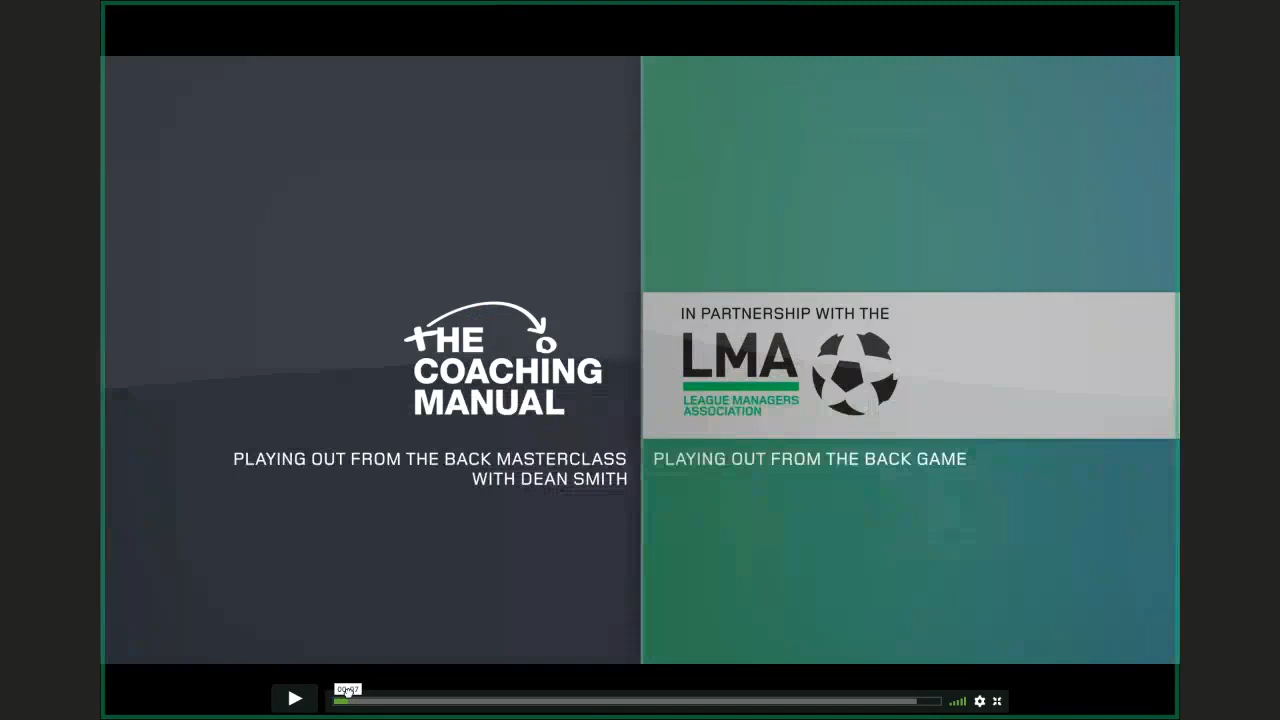 THE
COACHING
MANUAL
PLAYING OUT FROM THE BACK MASTERCLASS
WITH DEAN SMITH
IN PARTNERSHIP WITH THE
LMA
LEAGUE MANAGERS
ASSOCIATION
PLAYING OUT FROM THE BACK GAME